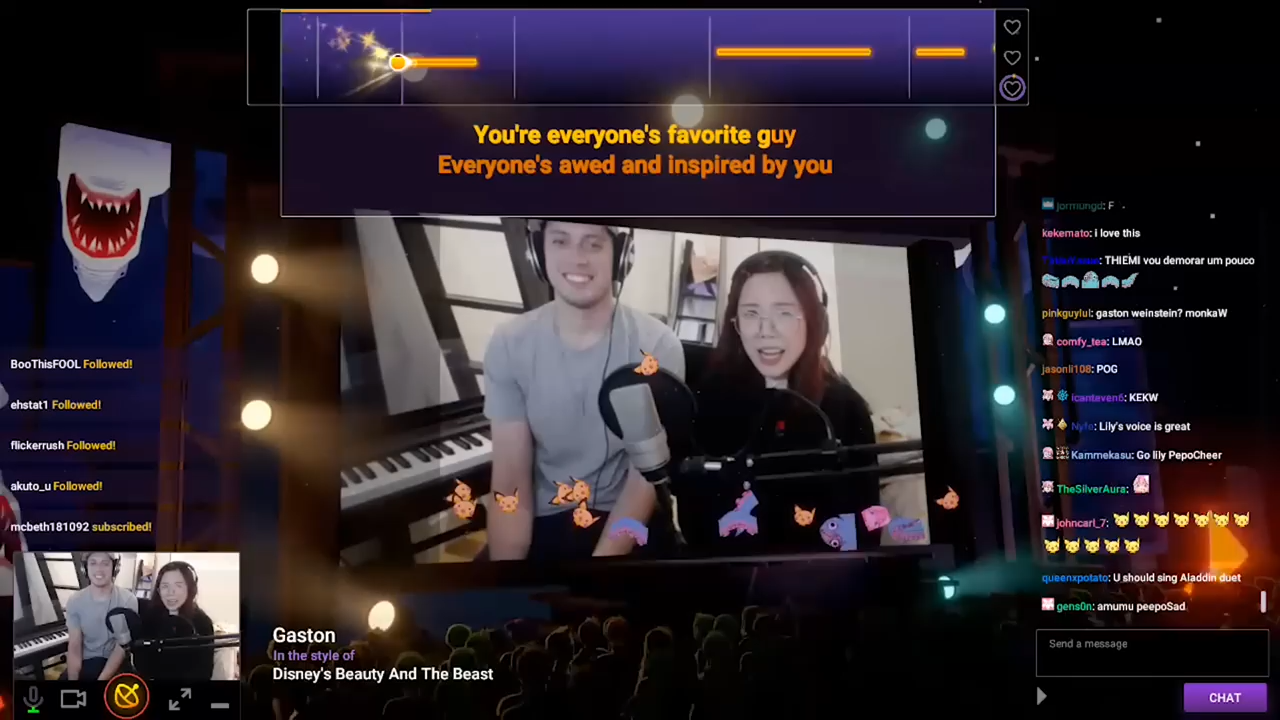 You're everyone's favorite guy
Everyone's awed and inspired by you
jormungd: F
kekemato: i love this
: THIEMI vou demorar um pouco
pinkguylul: gaston weinstein? monkaW
comfy_tea: LMAO
jasonli108: POG
icanteven6: KEKW
Nyfo: Lily's voice is great
Kammekasu: Go lily PepoCheer
TheSilverAura:
johncarl_7:
queenxpotato: U should sing Aladdin duet
gens0n: amumu peepoSad
Send a message
CHAT
BooThisFOOL Followed!
ehstat1 Followed!
flickerrush Followed!
akuto_u Followed!
mcbeth181092 subscribed!
Gaston
In the style of
Disney's Beauty And The Beast